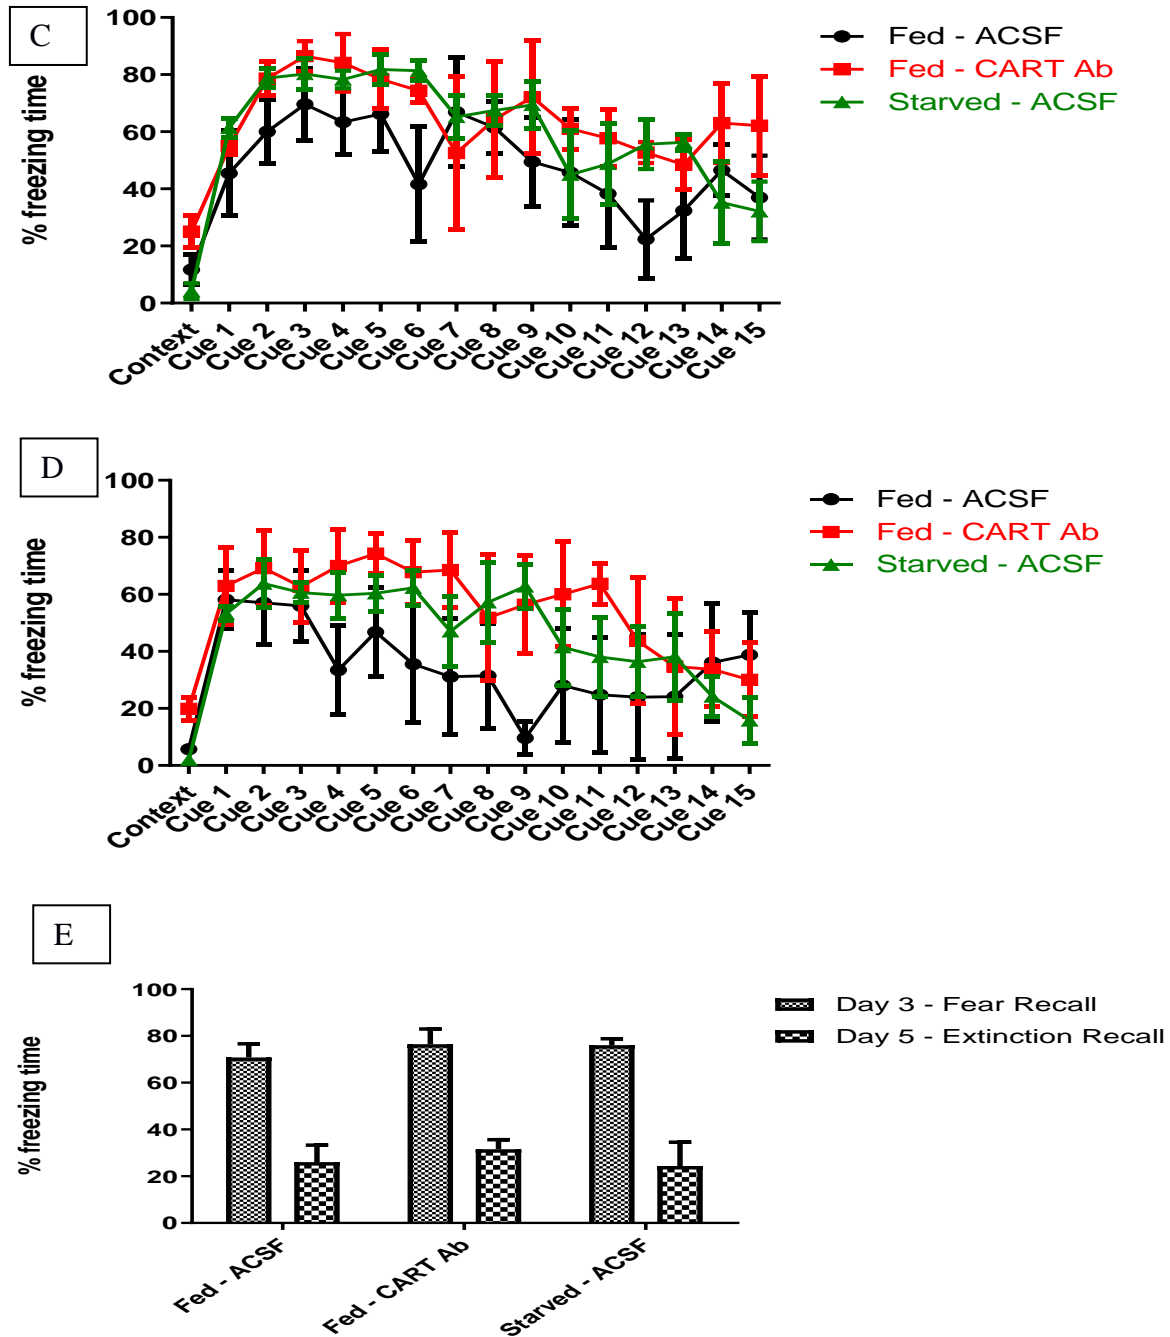 C
% freezing time
100
80
60
40
20
0
Context
Cue 1
Cue 2
Cue 3
Cue 4
Cue 5
Cue 6
Cue 7
Cue 8
Cue 9
Cue 10
Cue 11
Cue 12
Cue 13
Cue 14
Cue 15
Fed - ACSF
Fed - CART Ab
Starved - ACSF
D
% freezing time
100
80
60
40
20
0
Context
Cue 1
Cue 2
Cue 3
Cue 4
Cue 5
Cue 6
Cue 7
Cue 8
Cue 9
Cue 10
Cue 11
Cue 12
Cue 13
Cue 14
Cue 15
Fed - ACSF
Fed - CART Ab
Starved - ACSF
E
% freezing time
100
80
60
40
20
0
Fed - ACSF
Fed - CART Ab
Starved - ACSF
Day 3 - Fear Recall
Day 5 - Extinction Recall